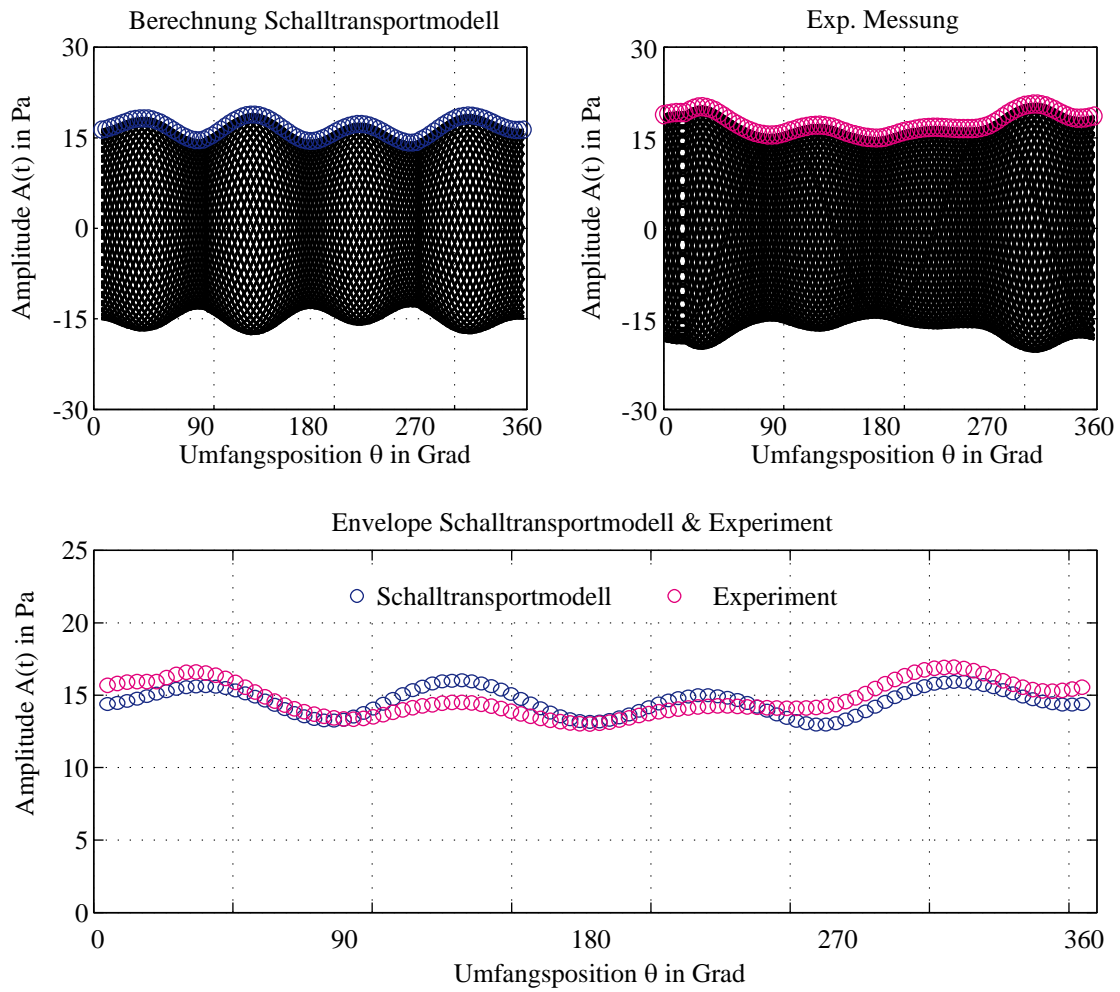 Berechnung Schalltransportmodell
30
15
0
-15
-30
Amplitude A(t) in Pa
0 90 180 270 360
Umfangsposition θ in Grad
Exp. Messung
30
15
0
-15
-30
Amplitude A(t) in Pa
0 90 180 270 360
Umfangsposition θ in Grad
Envelope Schalltransportmodell & Experiment
25
20
15
10
5
0
Amplitude A(t) in Pa
Schalltransportmodell Experiment
0 90 180 270 360
Umfangsposition θ in Grad